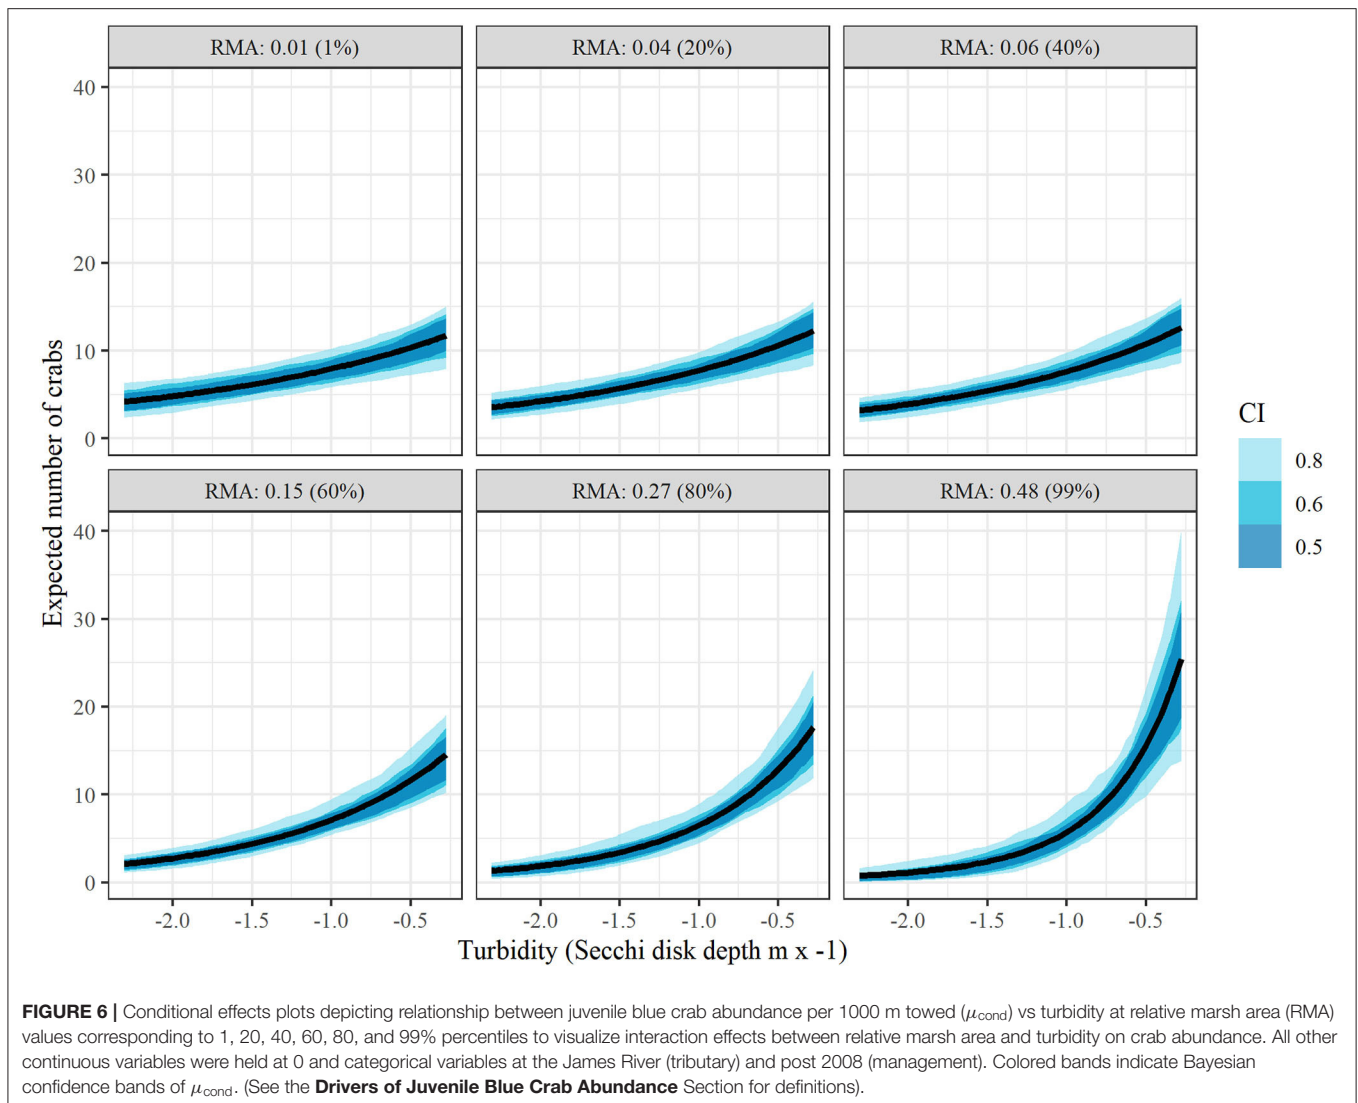 RMA: 0.01 (1%)
RMA: 0.04 (20%)
RMA: 0.06 (40%)
40
30
20
10
0
RMA: 0.15 (60%)
RMA: 0.27 (80%)
RMA: 0.48 (99%)
40
30
20
10
0
Expected number of crabs
-2.0 -1.5 -1.0 -0.5
-2.0 -1.5 -1.0 -0.5
-2.0 -1.5 -1.0 -0.5
Turbidity (Secchi disk depth m x -1)
CI
0.8
0.6
0.5
FIGURE 6 | Conditional effects plots depicting relationship between juvenile blue crab abundance per 1000 m towed (μcond) vs turbidity at relative marsh area (RMA)
values corresponding to 1, 20, 40, 60, 80, and 99% percentiles to visualize interaction effects between relative marsh area and turbidity on crab abundance. All other
continuous variables were held at 0 and categorical variables at the James River (tributary) and post 2008 (management). Colored bands indicate Bayesian
confidence bands of μcond. (See the Drivers of Juvenile Blue Crab Abundance Section for definitions).